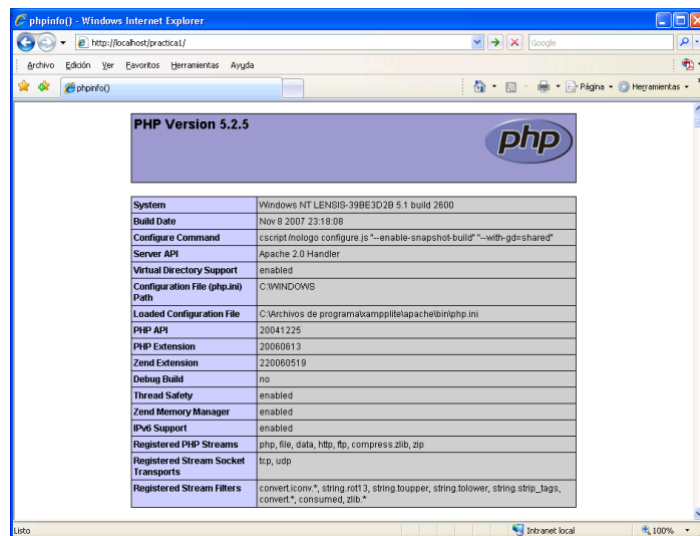 phpinfo() - Windows Internet Explorer
http://localhost/practica1/
Google
Archivo Edición Ver Favoritos Herramientas Ayuda
phpinfo()
Página Herramientas
PHP Version 5.2.5
php
System Windows NT LENSIS-39BE3D2B 5.1 build 2600
Build Date Nov 8 2007 23:18:08
Configure Command cscript /nologo configure.js "--enable-snapshot-build" "--with-gd=shared"
Server API Apache 2.0 Handler
Virtual Directory Support enabled
Configuration File (php.ini) C:\WINDOWS
Path
Loaded Configuration File C:\Archivos de programa\xampplite\apache\bin\php.ini
PHP API 20041225
PHP Extension 20060613
Zend Extension 220060519
Debug Build no
Thread Safety enabled
Zend Memory Manager enabled
IPv6 Support enabled
Registered PHP Streams php, file, data, http, ftp, compress.zlib, zip
Registered Stream Socket tcp, udp
Transports
Registered Stream Filters convert.iconv.*, string.rot13, string.toupper, string.tolower, string.strip_tags,
convert.*, consumed, zlib.*
Listo Intranet local 100%